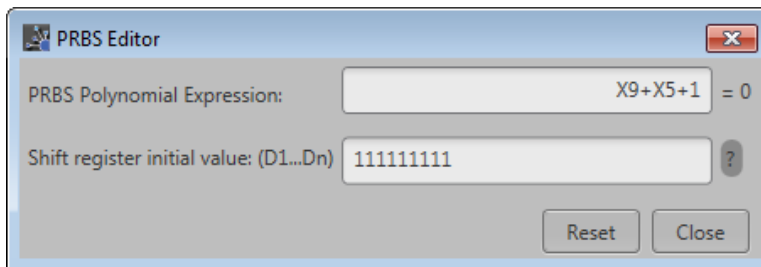 PRBS Editor
PRBS Polynomial Expression: X9+X5+1 = 0
Shift register initial value: (D1...Dn) 111111111 ?
Reset Close